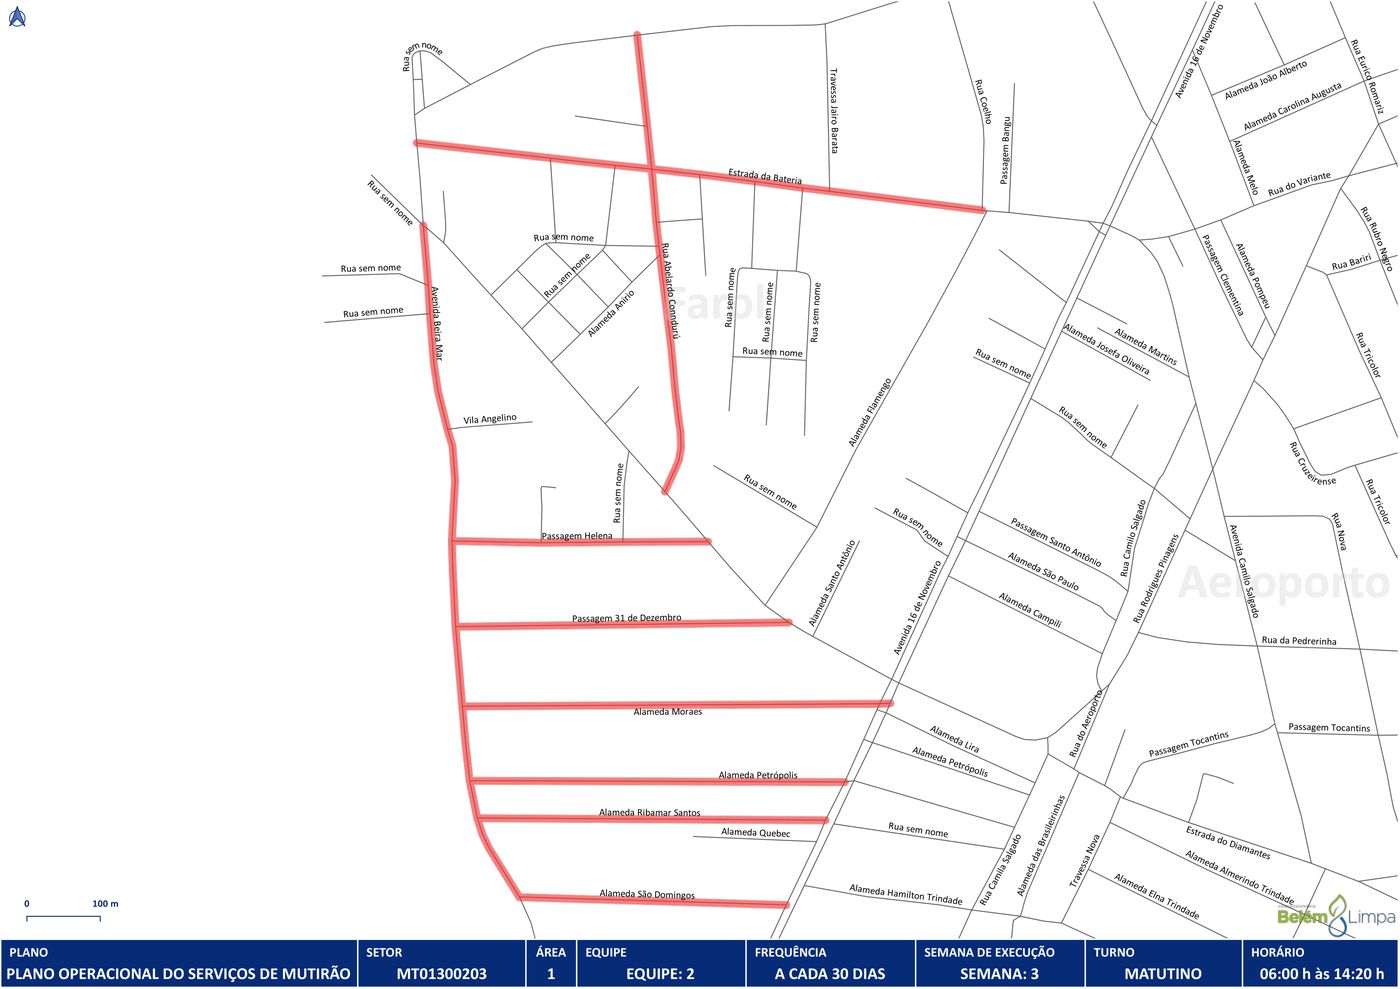 Rua sem nome
Avenida 16 de Novembro
Rua Eurico Romariz
Alameda João Alberto
Alameda Carolina Augusta
Travessa Jairo Barata
Rua Coelho
Passagem Bangu
Alameda Melo
Rua do Variante
Estrada da Bateria
Rua sem nome
Rua Rubro Negro
Rua Bariri
Passagem Clementina
Alameda Pompeu
Rua sem nome
Rua sem nome
Rua sem nome
Rua sem nome
Alameda Anirio
Rua Abelardo Connduru
Avenida Beira Mar
Rua sem nome
Rua sem nome
Rua sem nome
Rua sem nome
Alameda Martins
Alameda Josefa Oliveira
Rua sem nome
Rua Tricolor
Alameda Flamengo
Rua sem nome
Vila Angelino
Rua Cruzeirense
Rua Tricolor
Rua sem nome
Rua sem nome
Rua sem nome
Passagem Santo Antônio
Alameda São Paulo
Alameda Campili
Rua Camilo Salgado
Rua Rodrigues Pinagens
Avenida Camilo Salgado
Rua Nova
Aeroporto
Passagem Helena
Alameda Santo Antônio
Avenida 16 de Novembro
Passagem 31 de Dezembro
Rua da Pedrerinha
Alameda Moraes
Alameda Lira
Alameda Petrópolis
Rua do Aeroporto
Passagem Tocantins
Passagem Tocantins
Alameda Petrópolis
Alameda Ribamar Santos
Alameda Quebec
Rua sem nome
Rua Camila Salgado
Alameda das Brasileirinhas
Travessa Nova
Estrada do Diamantes
Alameda Almerindo Trindade
Alameda Elna Trindade
Alameda São Domingos
Alameda Hamilton Trindade
0 100 m
Belém Limpa
PLANO
PLANO OPERACIONAL DO SERVIÇOS DE MUTIRÃO
SETOR
MT01300203
ÁREA
1
EQUIPE
EQUIPE: 2
FREQUÊNCIA
A CADA 30 DIAS
SEMANA DE EXECUÇÃO
SEMANA: 3
TURNO
MATUTINO
HORÁRIO
06:00 h às 14:20 h